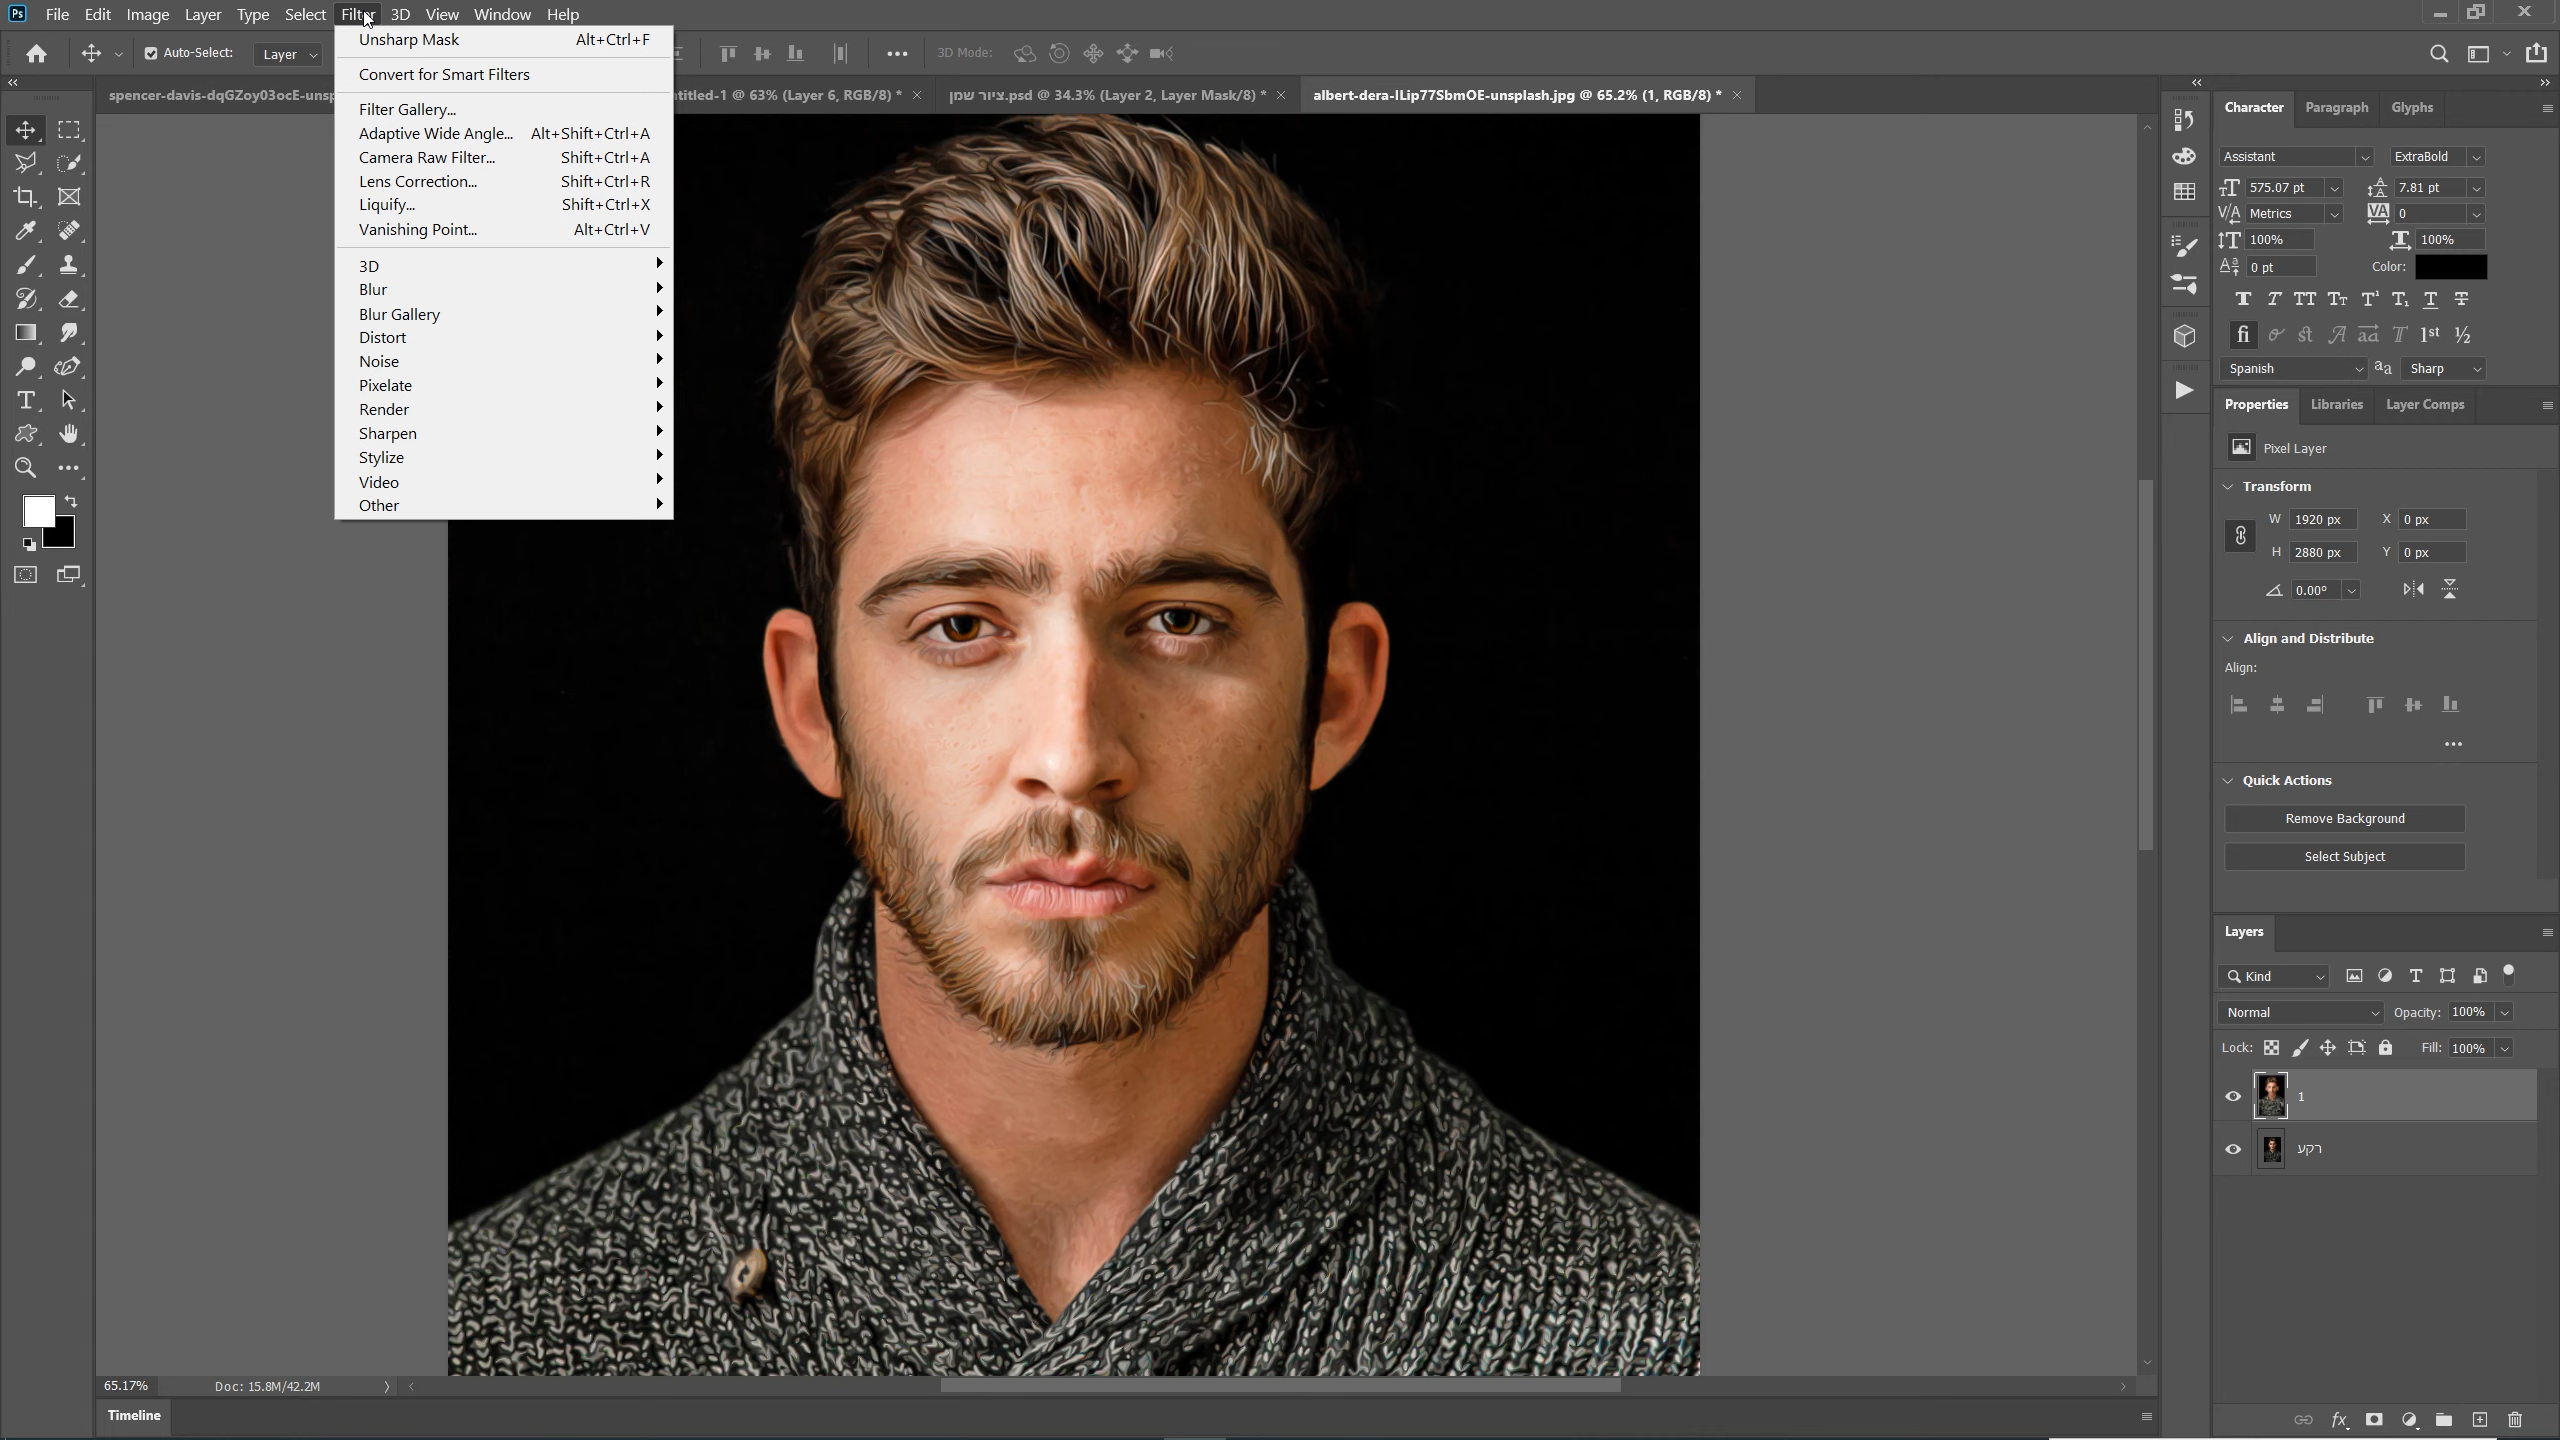 Ps File Edit Image Layer Type Select Filter 3D View Window Help
Auto-Select: Layer 3D Mode:
spencer-davis-dqGZoy03ocE-unsp
ntitled-1 @ 63% (Layer 6, RGB/8) *
ציור שמן.psd @ 34.3% (Layer 2, Layer Mask/8) *
albert-dera-ILip77SbmOE-unsplash.jpg @ 65.2% (1, RGB/8) *
Unsharp Mask Alt+Ctrl+F
Convert for Smart Filters
Filter Gallery...
Adaptive Wide Angle... Alt+Shift+Ctrl+A
Camera Raw Filter... Shift+Ctrl+A
Lens Correction... Shift+Ctrl+R
Liquify... Shift+Ctrl+X
Vanishing Point... Alt+Ctrl+V
3D
Blur
Blur Gallery
Distort
Noise
Pixelate
Render
Sharpen
Stylize
Video
Other
Character Paragraph Glyphs
Assistant ExtraBold
575.07 pt 7.81 pt
Metrics 0
100% 100%
0 pt Color:
Spanish aa Sharp
Properties Libraries Layer Comps
Pixel Layer
Transform
W 1920 px X 0 px
H 2880 px Y 0 px
0.00°
Align and Distribute
Align:
Quick Actions
Remove Background
Select Subject
Layers
Kind
Normal Opacity: 100%
Lock: Fill: 100%
1
רקע
65.17% Doc: 15.8M/42.2M
Timeline